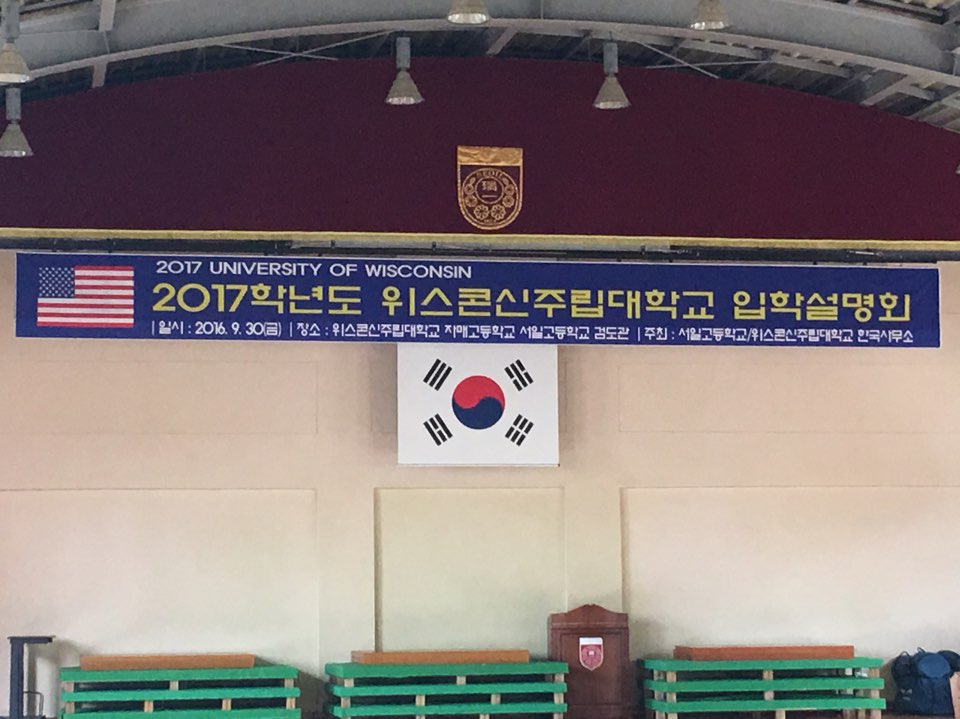 2017 UNIVERSITY OF WISCONSIN
2017학년도 위스콘신주립대학교 입학설명회
|일시 : 2016. 9. 30(금) |장소 : 위스콘신주립대학교 자매고등학교 서일고등학교 검도관 |주최 : 서일고등학교/위스콘신주립대학교 한국사무소